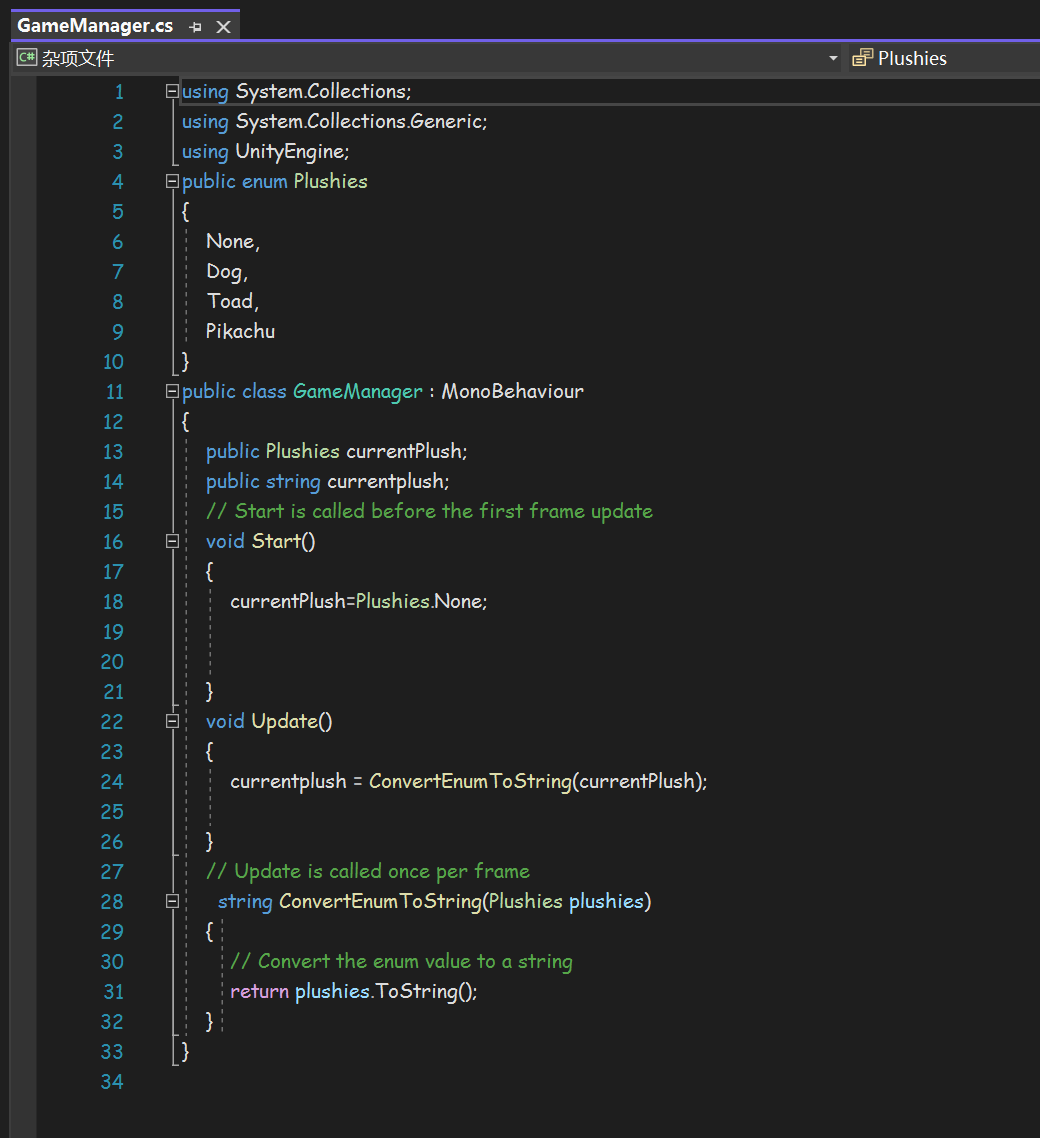 GameManager.cs
C# 杂项文件 Plushies
1 using System.Collections;
2 using System.Collections.Generic;
3 using UnityEngine;
4 public enum Plushies
5 {
6 None,
7 Dog,
8 Toad,
9 Pikachu
10 }
11 public class GameManager : MonoBehaviour
12 {
13 public Plushies currentPlush;
14 public string currentplush;
15 // Start is called before the first frame update
16 void Start()
17 {
18 currentPlush=Plushies.None;
19
20
21 }
22 void Update()
23 {
24 currentplush = ConvertEnumToString(currentPlush);
25
26 }
27 // Update is called once per frame
28 string ConvertEnumToString(Plushies plushies)
29 {
30 // Convert the enum value to a string
31 return plushies.ToString();
32 }
33 }
34